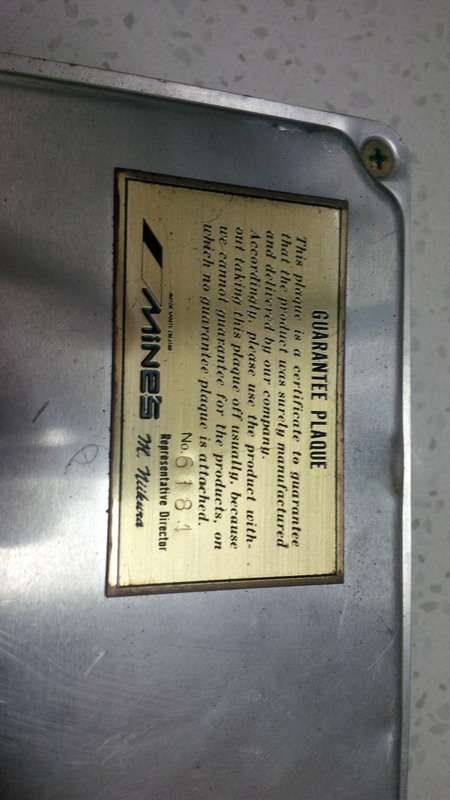 GUARANTEE PLAQUE
This plaque is a certificate to guarantee
that the product was surely manufactured
and delivered by our company.
Accordingly, please use the product with-
out taking this plaque off usually, because
we cannot guarantee for the products, on
which no guarantee plaque is attached.
No. 6184
MINE'S
Representative Director
M. Niikura